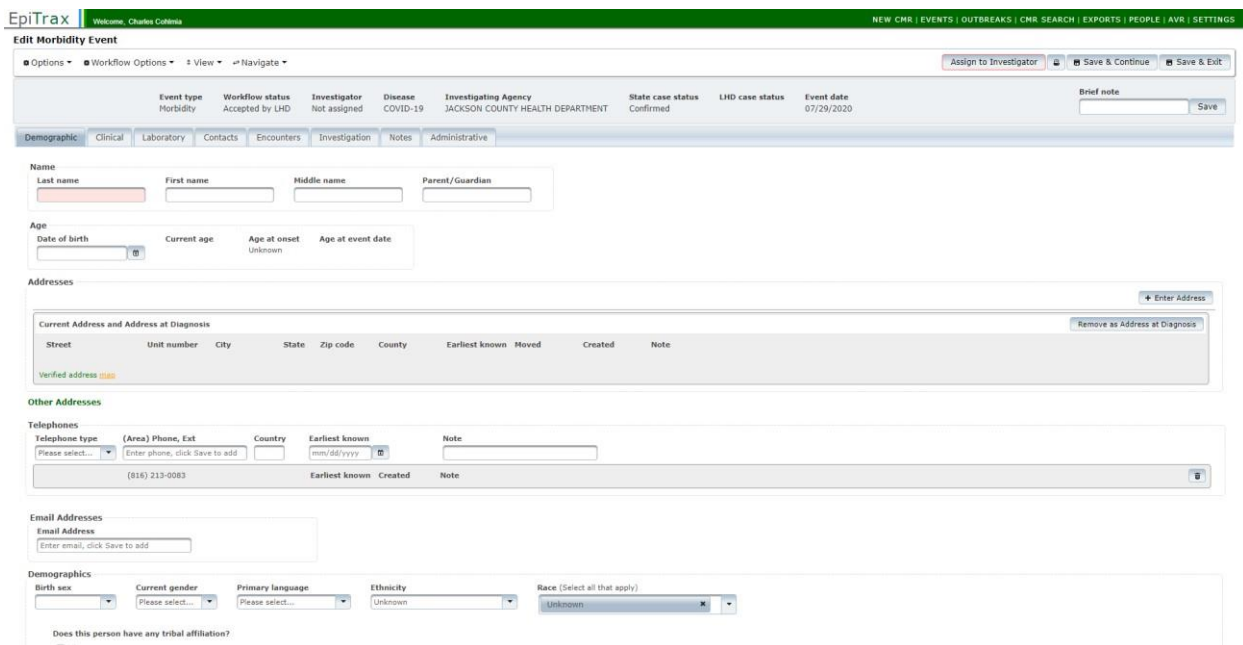 EpiTrax Welcome, Charles Cohlmia NEW CMR | EVENTS | OUTBREAKS | CMR SEARCH | EXPORTS | PEOPLE | AVR | SETTINGS
Edit Morbidity Event
Options Workflow Options View Navigate Assign to Investigator Save & Continue Save & Exit
Event type Workflow status Investigator Disease Investigating Agency State case status LHD case status Event date Brief note
Morbidity Accepted by LHD Not assigned COVID-19 JACKSON COUNTY HEALTH DEPARTMENT Confirmed 07/29/2020 Save
Demographic Clinical Laboratory Contacts Encounters Investigation Notes Administrative
Name
Last name First name Middle name Parent/Guardian
Age
Date of birth Current age Age at onset Age at event date
Unknown
Addresses
+ Enter Address
Current Address and Address at Diagnosis Remove as Address at Diagnosis
Street Unit number City State Zip code County Earliest known Moved Created Note
Verified address map
Other Addresses
Telephones
Telephone type (Area) Phone, Ext Country Earliest known Note
Please select... Enter phone, click Save to add mm/dd/yyyy
(816) 213-0083 Earliest known Created Note
Email Addresses
Email Address
Enter email, click Save to add
Demographics
Birth sex Current gender Primary language Ethnicity Race (Select all that apply)
Please select... Please select... Unknown Unknown
Does this person have any tribal affiliation?